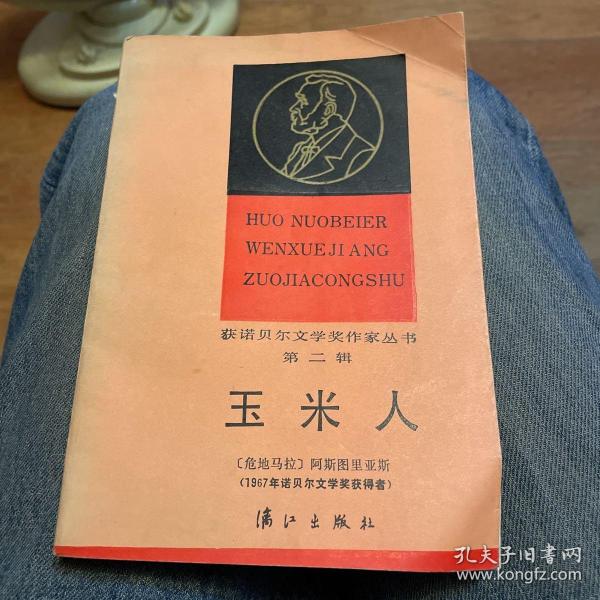 HUO NUOBEIER
WENXUEJIANG
ZUOJIACONGSHU
获诺贝尔文学奖作家丛书
第二辑
玉米人
〔危地马拉〕阿斯图里亚斯
（1967年诺贝尔文学奖获得者）
漓江出版社
孔夫子旧书网
www.kongfz.com